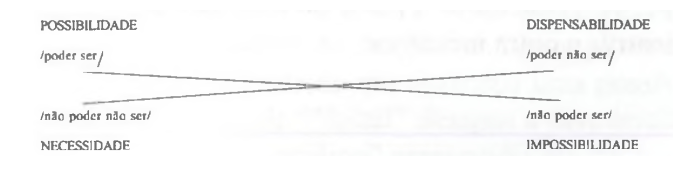 POSSIBILIDADE DISPENSABILIDADE
/poder ser/ /poder não ser/
/não poder não ser/ /não poder ser/
NECESSIDADE IMPOSSIBILIDADE